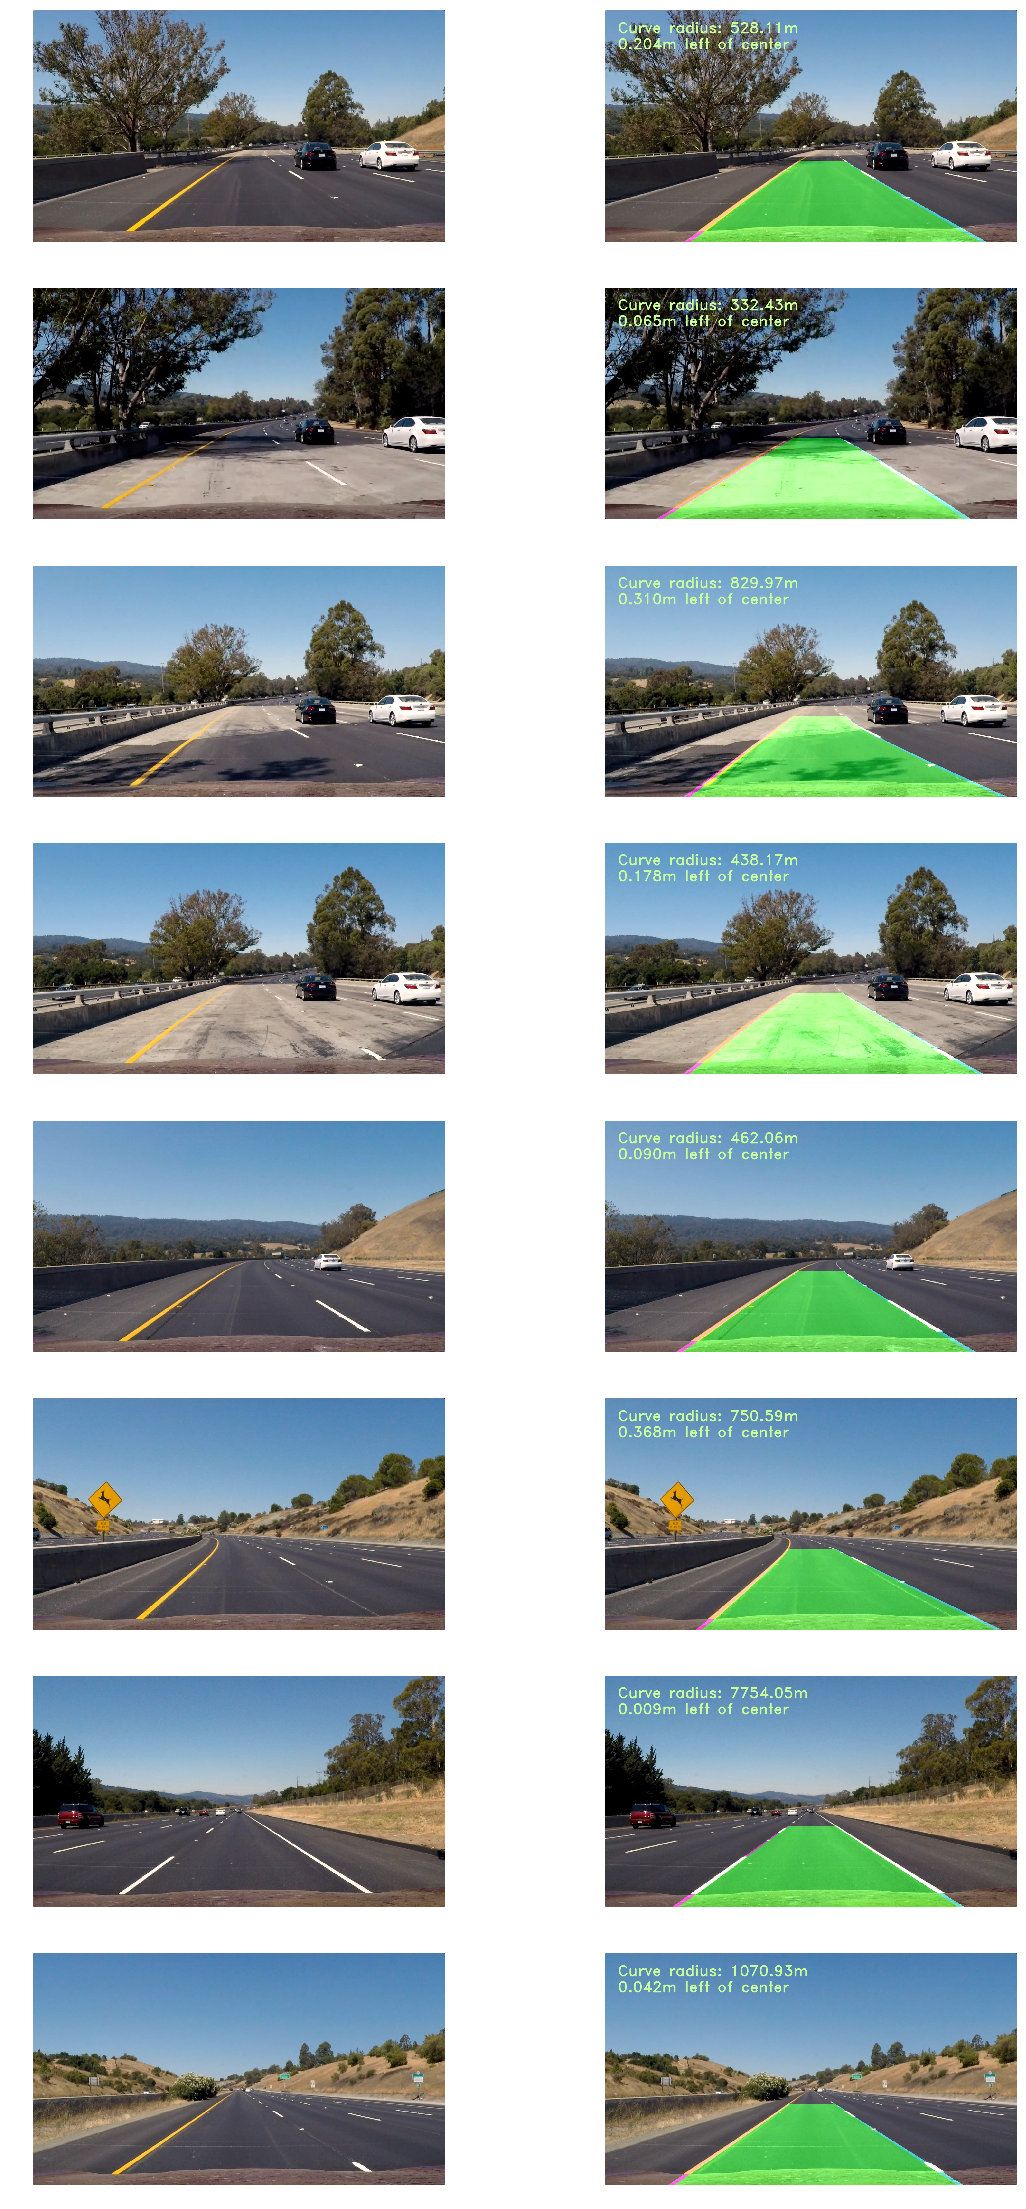 Curve radius: 528.11m
0.204m left of center
Curve radius: 332.43m
0.065m left of center
Curve radius: 829.97m
0.310m left of center
Curve radius: 438.17m
0.178m left of center
Curve radius: 462.06m
0.090m left of center
Curve radius: 750.59m
0.368m left of center
Curve radius: 7754.05m
0.009m left of center
Curve radius: 1070.93m
0.042m left of center